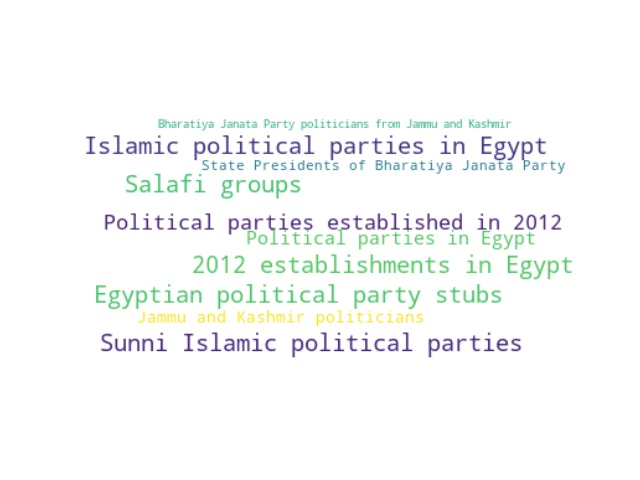 Bharatiya Janata Party politicians from Jammu and Kashmir
Islamic political parties in Egypt
State Presidents of Bharatiya Janata Party
Salafi groups
Political parties established in 2012
Political parties in Egypt
2012 establishments in Egypt
Egyptian political party stubs
Jammu and Kashmir politicians
Sunni Islamic political parties